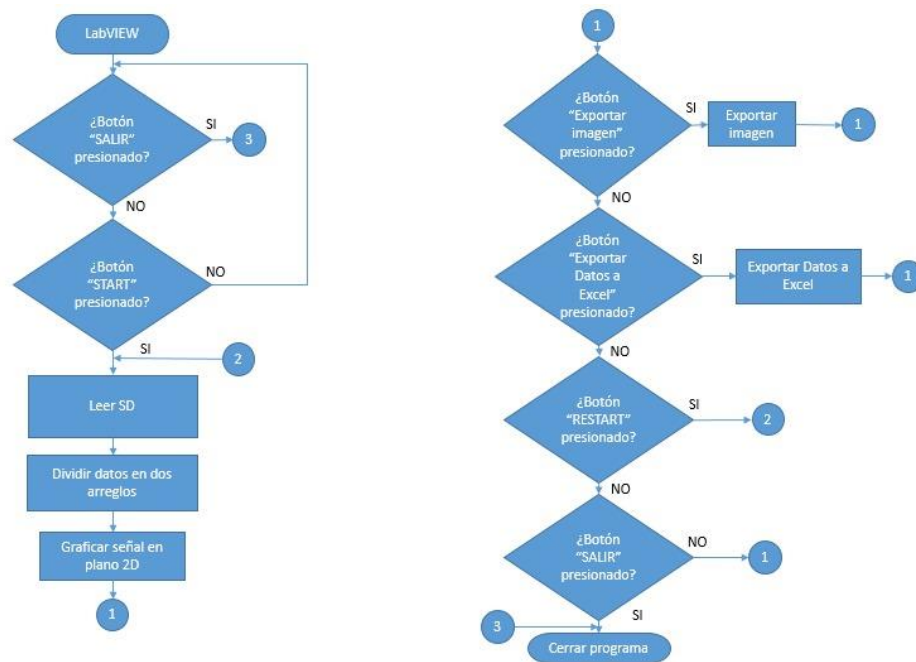 LabVIEW
¿Botón
“SALIR”
presionado?
SI
3
NO
¿Botón
“START”
presionado?
NO
SI
2
Leer SD
Dividir datos en dos
arreglos
Graficar señal en
plano 2D
1
1
¿Botón
“Exportar
imagen”
presionado?
SI
Exportar
imagen
1
NO
¿Botón
“Exportar
Datos a
Excel”
presionado?
SI
Exportar Datos a
Excel
1
NO
¿Botón
“RESTART”
presionado?
SI
2
NO
¿Botón
“SALIR”
presionado?
NO
1
SI
3
Cerrar programa